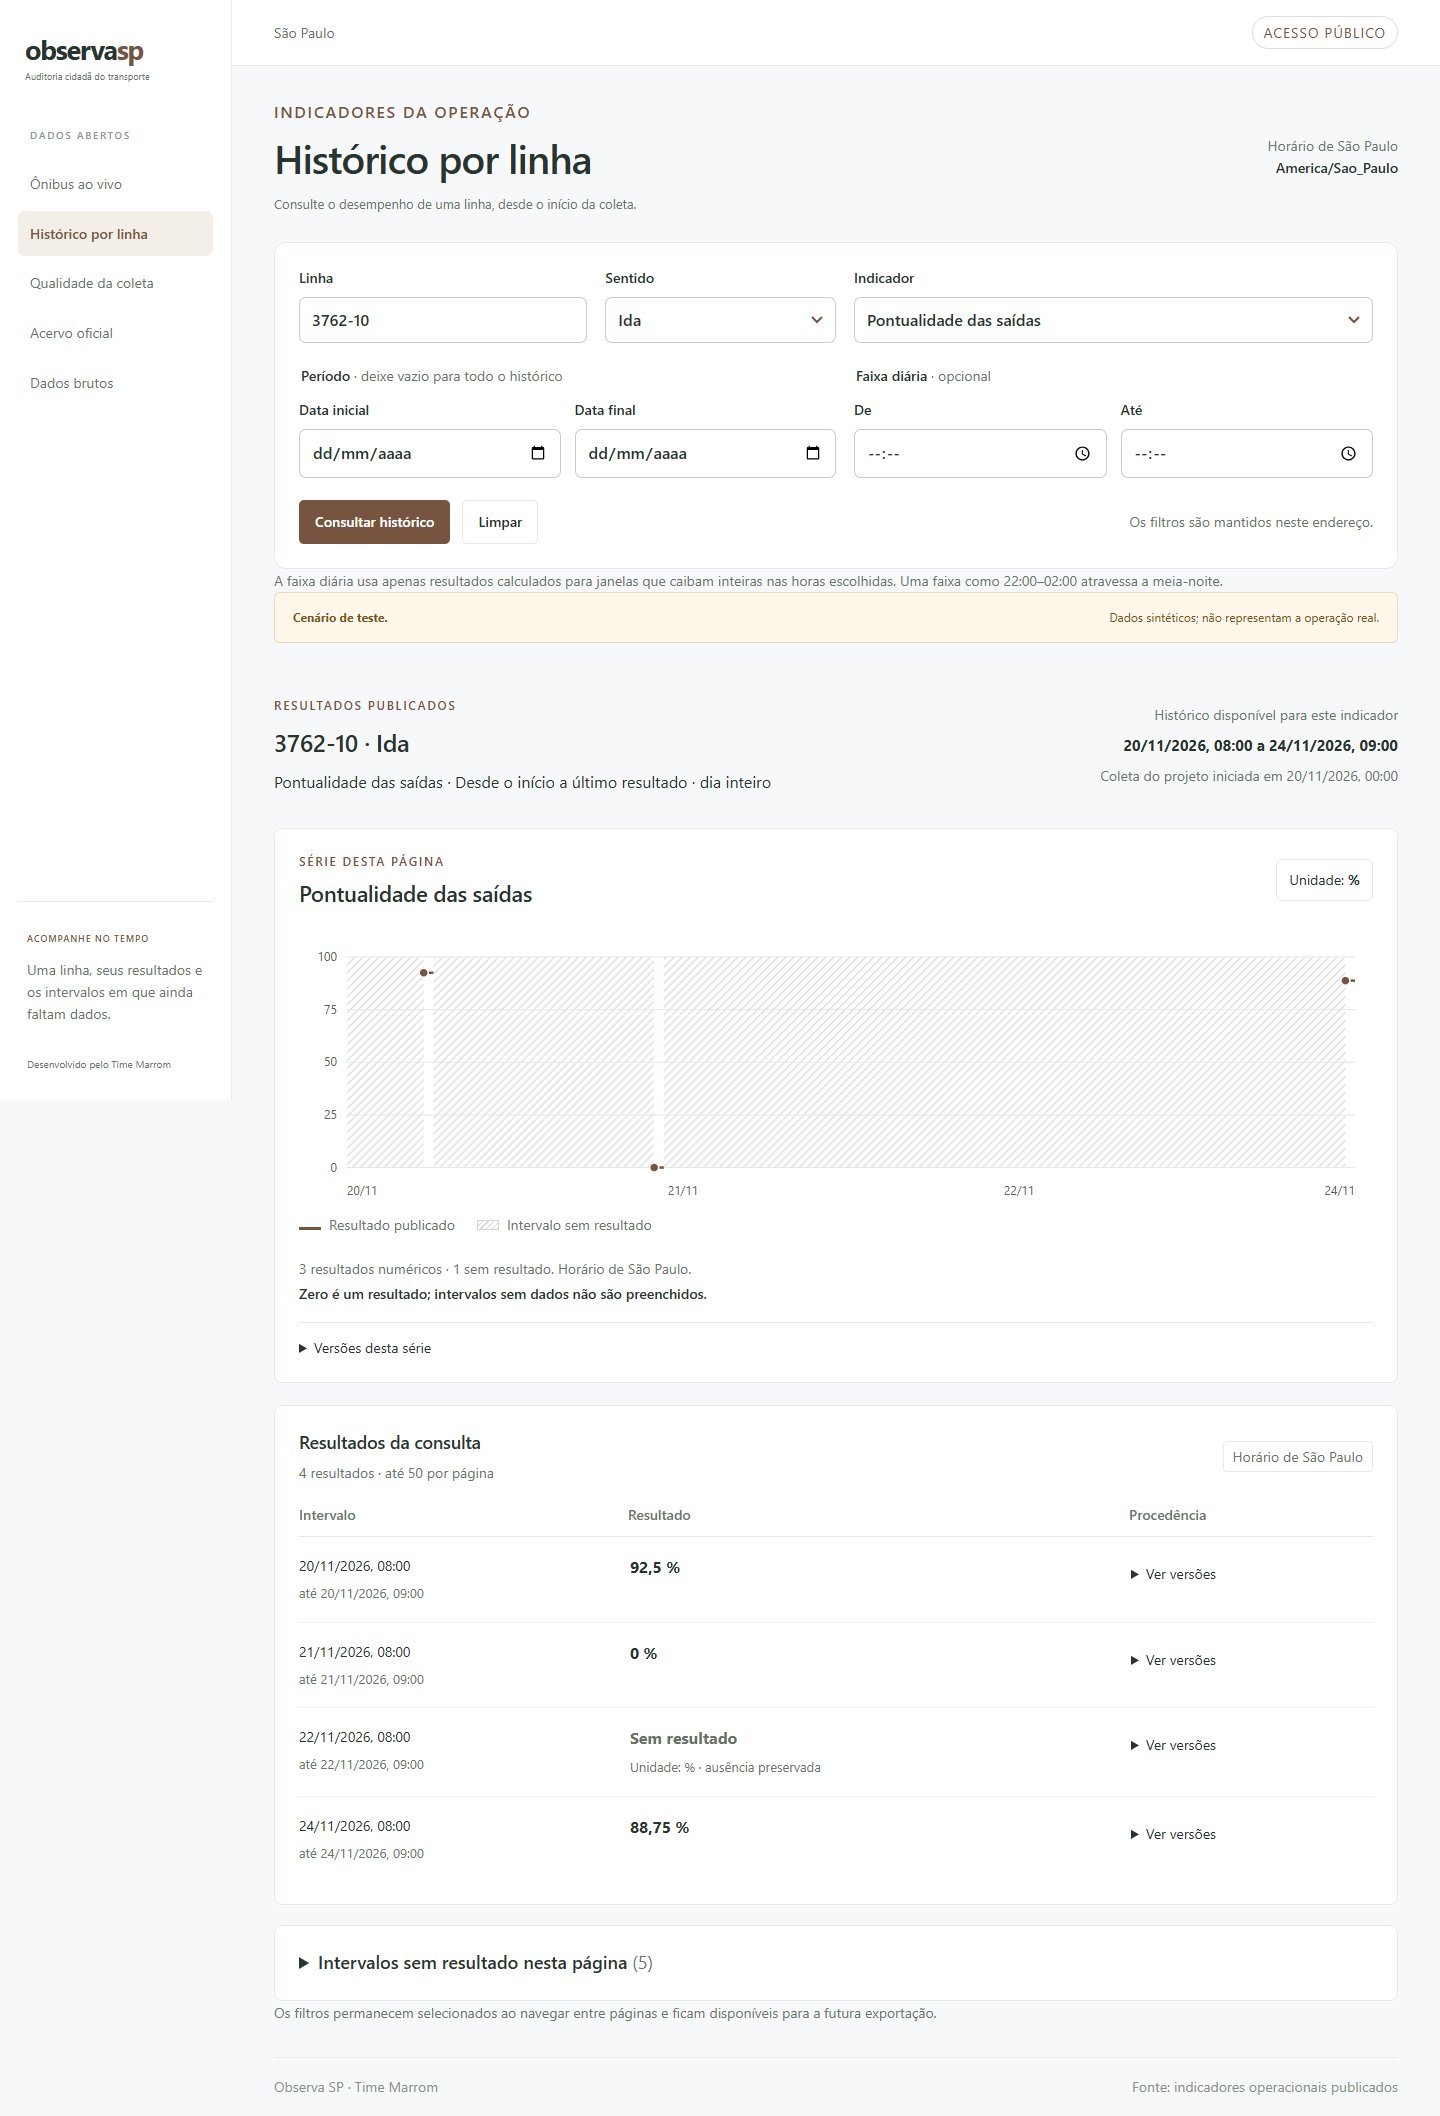 observasp
Auditoria cidadã do transporte
DADOS ABERTOS
Ônibus ao vivo
Histórico por linha
Qualidade da coleta
Acervo oficial
Dados brutos
ACOMPANHE NO TEMPO
Uma linha, seus resultados e
os intervalos em que ainda
faltam dados.
Desenvolvido pelo Time Marrom
São Paulo
ACESSO PÚBLICO
INDICADORES DA OPERAÇÃO
Histórico por linha
Consulte o desempenho de uma linha, desde o início da coleta.
Horário de São Paulo
America/Sao_Paulo
Linha
Sentido
Indicador
3762-10
Ida
Pontualidade das saídas
Período · deixe vazio para todo o histórico
Faixa diária · opcional
Data inicial
Data final
De
Até
dd/mm/aaaa
dd/mm/aaaa
--:--
--:--
Consultar histórico
Limpar
Os filtros são mantidos neste endereço.
A faixa diária usa apenas resultados calculados para janelas que caibam inteiras nas horas escolhidas. Uma faixa como 22:00–02:00 atravessa a meia-noite.
Cenário de teste.
Dados sintéticos; não representam a operação real.
RESULTADOS PUBLICADOS
3762-10 · Ida
Pontualidade das saídas · Desde o início a último resultado · dia inteiro
Histórico disponível para este indicador
20/11/2026, 08:00 a 24/11/2026, 09:00
Coleta do projeto iniciada em 20/11/2026, 00:00
SÉRIE DESTA PÁGINA
Pontualidade das saídas
Unidade: %
100
75
50
25
0
20/11
21/11
22/11
24/11
Resultado publicado
Intervalo sem resultado
3 resultados numéricos · 1 sem resultado. Horário de São Paulo.
Zero é um resultado; intervalos sem dados não são preenchidos.
Versões desta série
Resultados da consulta
4 resultados · até 50 por página
Horário de São Paulo
Intervalo
Resultado
Procedência
20/11/2026, 08:00
até 20/11/2026, 09:00
92,5 %
Ver versões
21/11/2026, 08:00
até 21/11/2026, 09:00
0 %
Ver versões
22/11/2026, 08:00
até 22/11/2026, 09:00
Sem resultado
Unidade: % · ausência preservada
Ver versões
24/11/2026, 08:00
até 24/11/2026, 09:00
88,75 %
Ver versões
Intervalos sem resultado nesta página (5)
Os filtros permanecem selecionados ao navegar entre páginas e ficam disponíveis para a futura exportação.
Observa SP · Time Marrom
Fonte: indicadores operacionais publicados